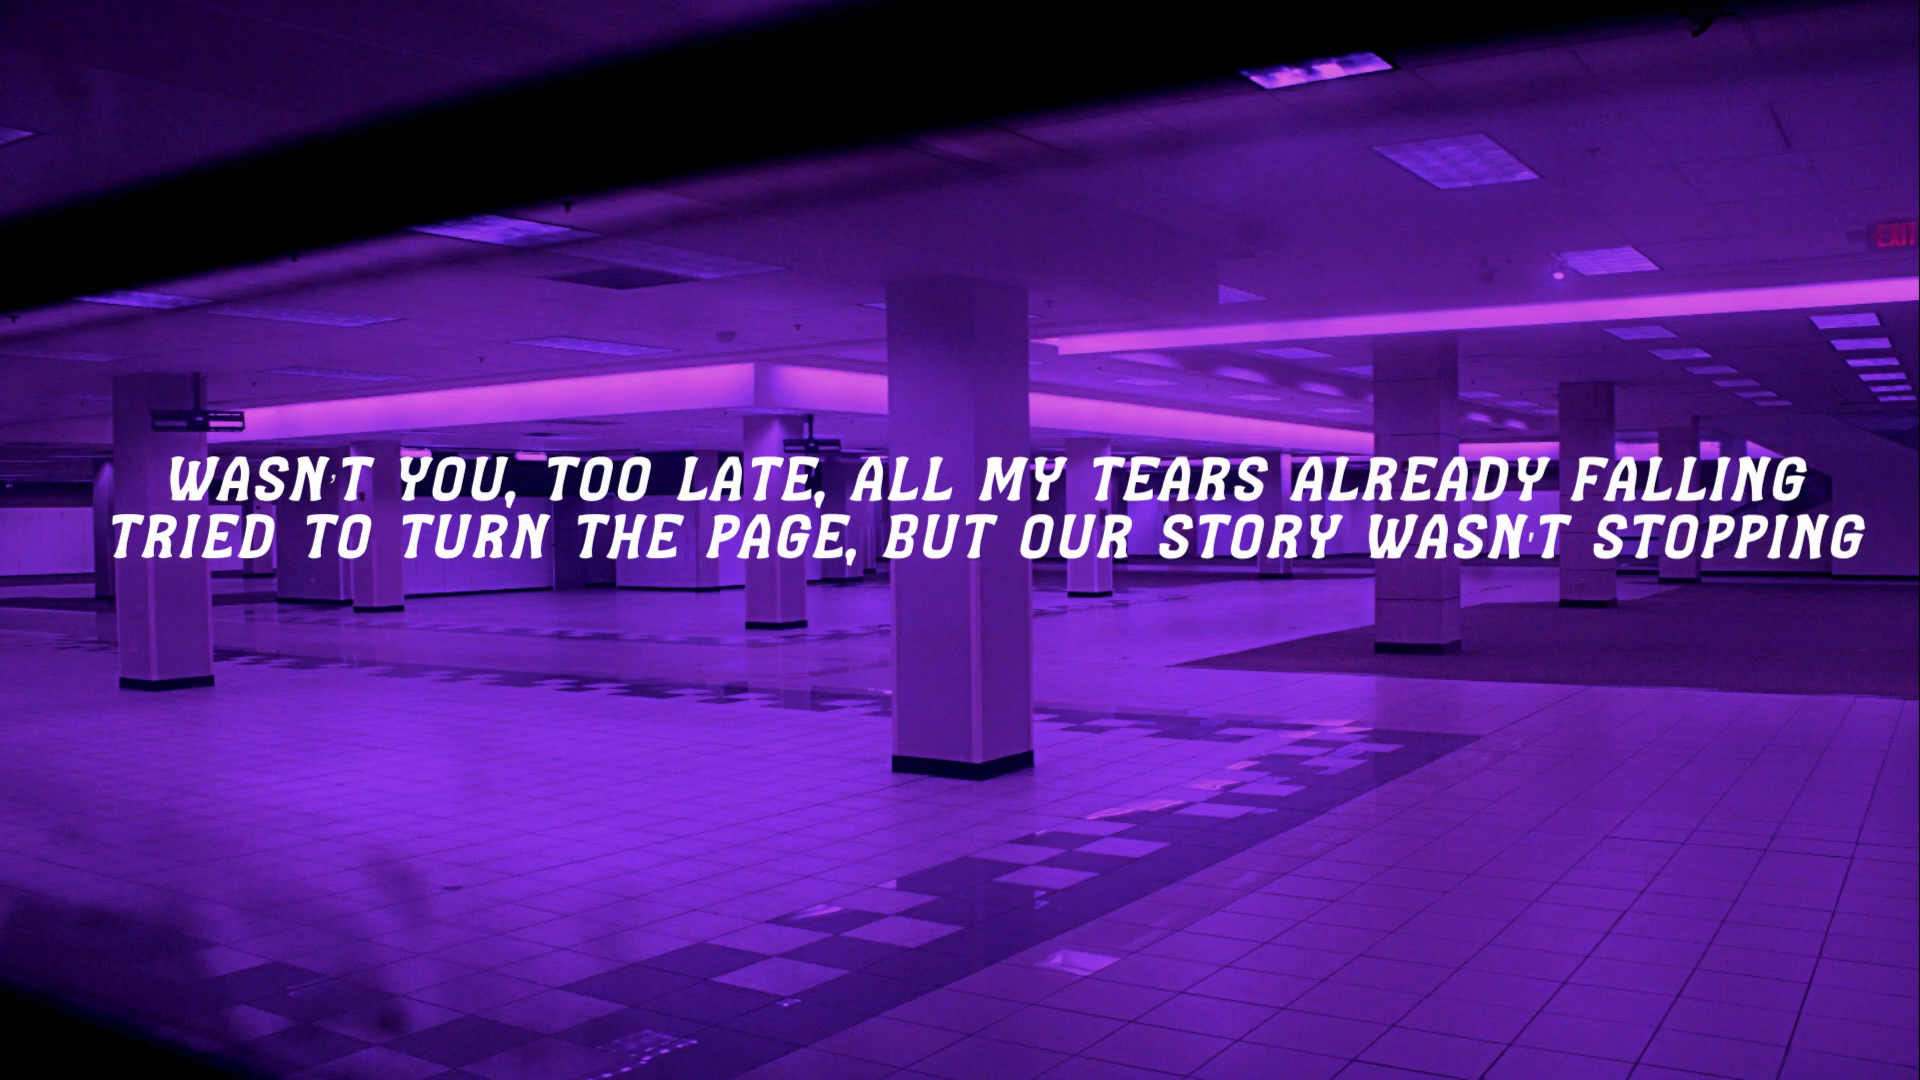 EXIT
WASN'T YOU, TOO LATE, ALL MY TEARS ALREADY FALLING
TRIED TO TURN THE PAGE, BUT OUR STORY WASN'T STOPPING